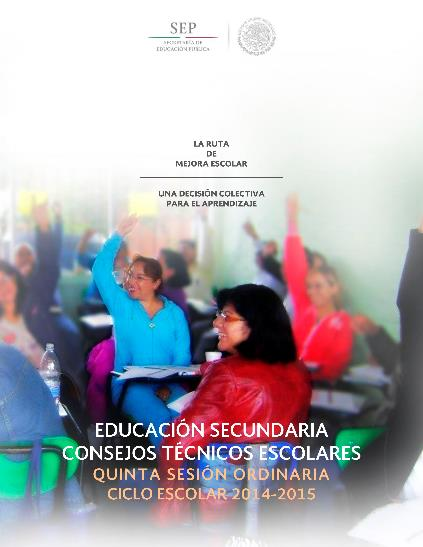 SEP
SECRETARÍA DE
EDUCACIÓN PÚBLICA
LA RUTA
DE
MEJORA ESCOLAR
UNA DECISIÓN COLECTIVA
PARA EL APRENDIZAJE
EDUCACIÓN SECUNDARIA
CONSEJOS TÉCNICOS ESCOLARES
QUINTA SESIÓN ORDINARIA
CICLO ESCOLAR 2014-2015